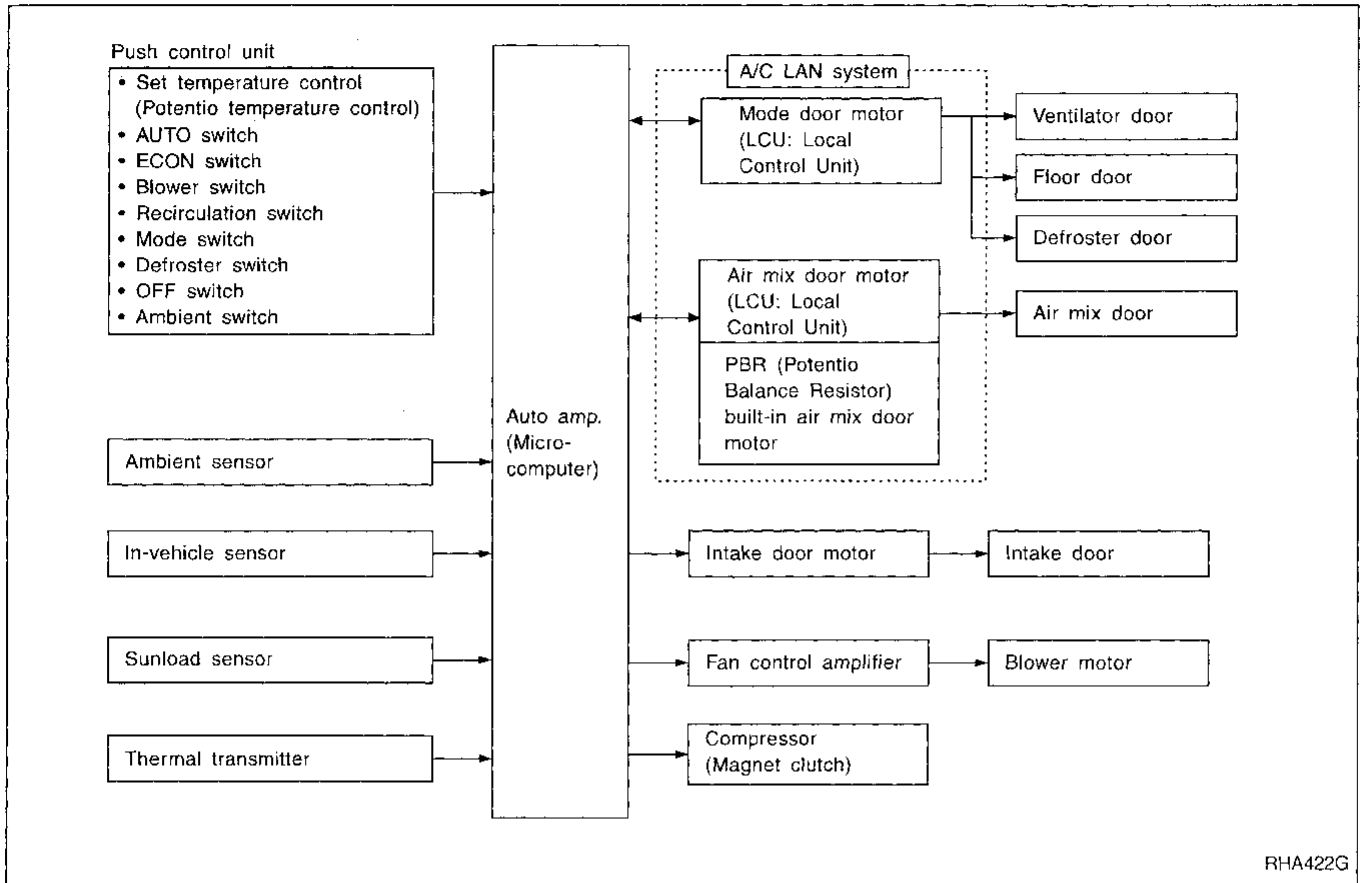 Push control unit
• Set temperature control
(Potentio temperature control)
• AUTO switch
• ECON switch
• Blower switch
• Recirculation switch
• Mode switch
• Defroster switch
• OFF switch
• Ambient switch
Ambient sensor
In-vehicle sensor
Sunload sensor
Thermal transmitter
Auto amp.
(Micro-
computer)
A/C LAN system
Mode door motor
(LCU: Local
Control Unit)
Air mix door motor
(LCU: Local
Control Unit)
PBR (Potentio
Balance Resistor)
built-in air mix door
motor
Intake door motor
Fan control amplifier
Compressor
(Magnet clutch)
Ventilator door
Floor door
Defroster door
Air mix door
Intake door
Blower motor
RHA422G